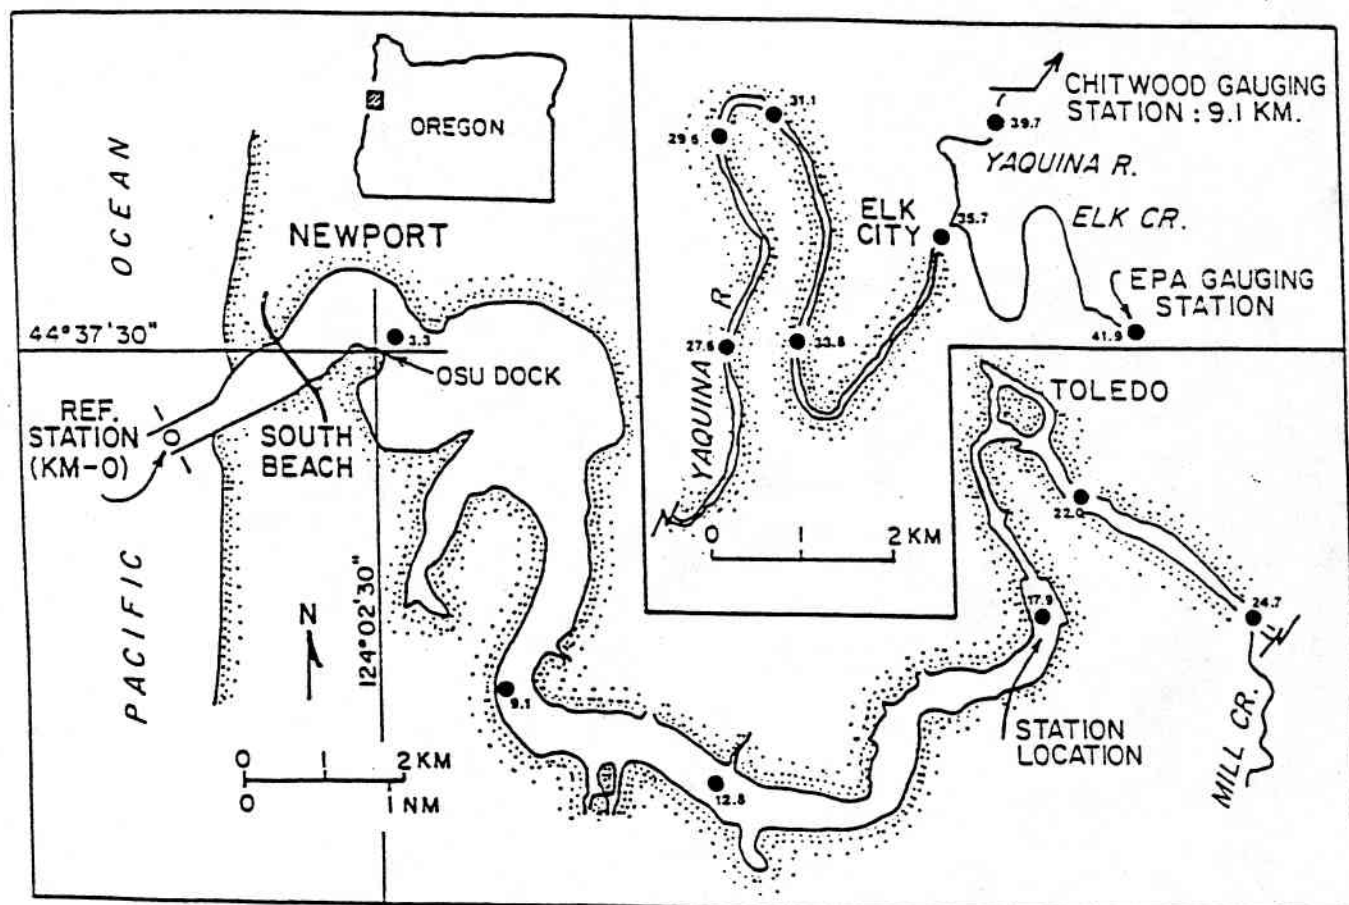 OREGON
PACIFIC
OCEAN
NEWPORT
44°37'30"
3.3
OSU DOCK
REF.
STATION
(KM-0)
0
SOUTH
BEACH
124°02'30"
N
0 1 2 KM
0 1 NM
9.1
12.8
17.9
STATION
LOCATION
TOLEDO
22.0
24.7
MILL CR.
CHITWOOD GAUGING
STATION : 9.1 KM.
39.7
YAQUINA R.
31.1
29.6
ELK
CITY
35.7
ELK CR.
EPA GAUGING
STATION
41.9
27.6
33.8
YAQUINA R
0 1 2 KM